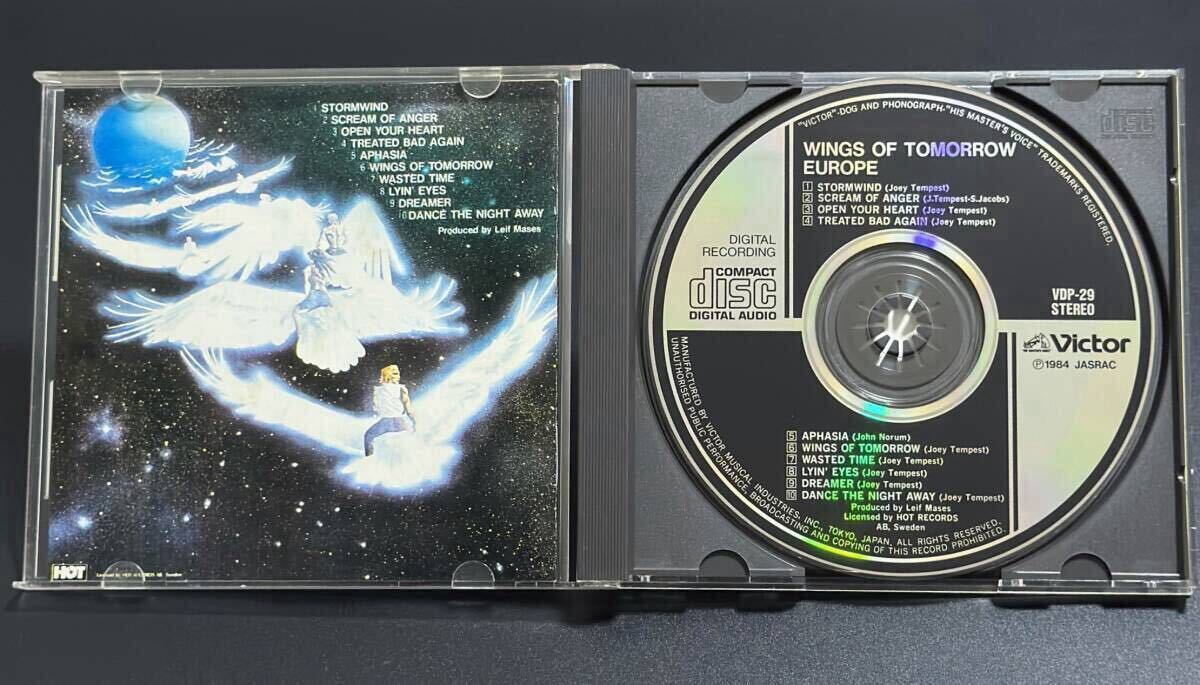 1 STORMWIND
2 SCREAM OF ANGER
3 OPEN YOUR HEART
4 TREATED BAD AGAIN
5 APHASIA
6 WINGS OF TOMORROW
7 WASTED TIME
8 LYIN' EYES
9 DREAMER
10 DANCE THE NIGHT AWAY
Produced by Leif Mases
HOT
"VICTOR"-DOG AND PHONOGRAPH-"HIS MASTER'S VOICE" TRADEMARKS REGISTERED.
WINGS OF TOMORROW
EUROPE
1 STORMWIND (Joey Tempest)
2 SCREAM OF ANGER (J.Tempest-S.Jacobs)
3 OPEN YOUR HEART (Joey Tempest)
4 TREATED BAD AGAIN (Joey Tempest)
DIGITAL
RECORDING
COMPACT
disc
DIGITAL AUDIO
VDP-29
STEREO
Victor
Ⓟ1984 JASRAC
5 APHASIA (John Norum)
6 WINGS OF TOMORROW (Joey Tempest)
7 WASTED TIME (Joey Tempest)
8 LYIN' EYES (Joey Tempest)
9 DREAMER (Joey Tempest)
10 DANCE THE NIGHT AWAY (Joey Tempest)
Produced by Leif Mases
Licensed by HOT RECORDS
AB, Sweden
MANUFACTURED BY VICTOR MUSICAL INDUSTRIES, INC., TOKYO, JAPAN, ALL RIGHTS RESERVED.
UNAUTHORISED PUBLIC PERFORMANCE, BROADCASTING AND COPYING OF THIS RECORD PROHIBITED.
disc